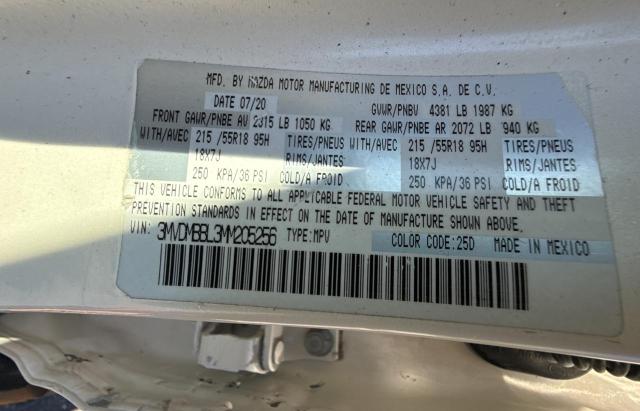 MFD. BY MAZDA MOTOR MANUFACTURING DE MEXICO S.A. DE C.V.
DATE 07/20 GVWR/PNBV 4381 LB 1987 KG
FRONT GAWR/PNBE AV 2315 LB 1050 KG REAR GAWR/PNBE AR 2072 LB 940 KG
WITH/AVEC 215 /55R18 95H TIRES/PNEUS WITH/AVEC 215 /55R18 95H TIRES/PNEUS
18X7J RIMS/JANTES 18X7J RIMS/JANTES
250 KPA/36 PSI COLD/A FROID 250 KPA/36 PSI COLD/A FROID
THIS VEHICLE CONFORMS TO ALL APPLICABLE FEDERAL MOTOR VEHICLE SAFETY AND THEFT
PREVENTION STANDARDS IN EFFECT ON THE DATE OF MANUFACTURE SHOWN ABOVE.
VIN: 3MVDMBBL3MM205256 TYPE:MPV COLOR CODE:25D MADE IN MEXICO